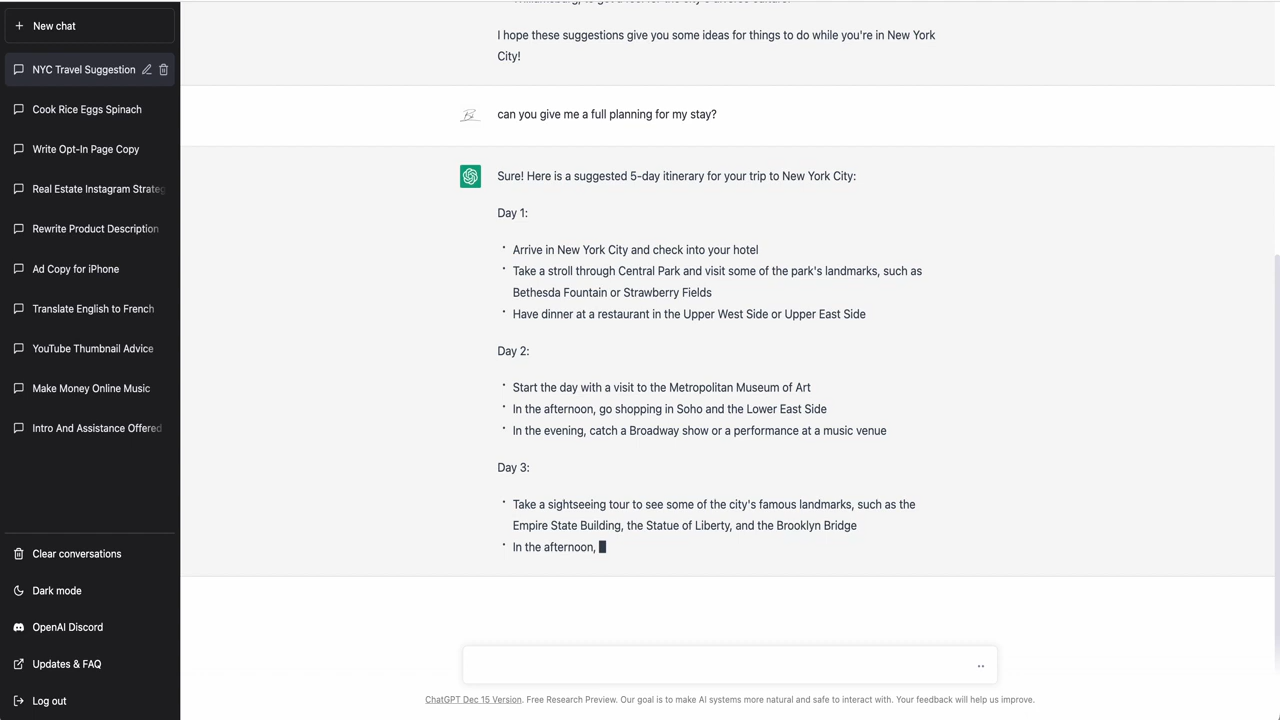 New chat
NYC Travel Suggestion
Cook Rice Eggs Spinach
Write Opt-In Page Copy
Real Estate Instagram Strateg
Rewrite Product Description
Ad Copy for iPhone
Translate English to French
YouTube Thumbnail Advice
Make Money Online Music
Intro And Assistance Offered
Clear conversations
Dark mode
OpenAI Discord
Updates & FAQ
Log out
I hope these suggestions give you some ideas for things to do while you're in New York
City!
can you give me a full planning for my stay?
Sure! Here is a suggested 5-day itinerary for your trip to New York City:
Day 1:
Arrive in New York City and check into your hotel
Take a stroll through Central Park and visit some of the park's landmarks, such as
Bethesda Fountain or Strawberry Fields
Have dinner at a restaurant in the Upper West Side or Upper East Side
Day 2:
Start the day with a visit to the Metropolitan Museum of Art
In the afternoon, go shopping in Soho and the Lower East Side
In the evening, catch a Broadway show or a performance at a music venue
Day 3:
Take a sightseeing tour to see some of the city's famous landmarks, such as the
Empire State Building, the Statue of Liberty, and the Brooklyn Bridge
In the afternoon,
ChatGPT Dec 15 Version. Free Research Preview. Our goal is to make AI systems more natural and safe to interact with. Your feedback will help us improve.